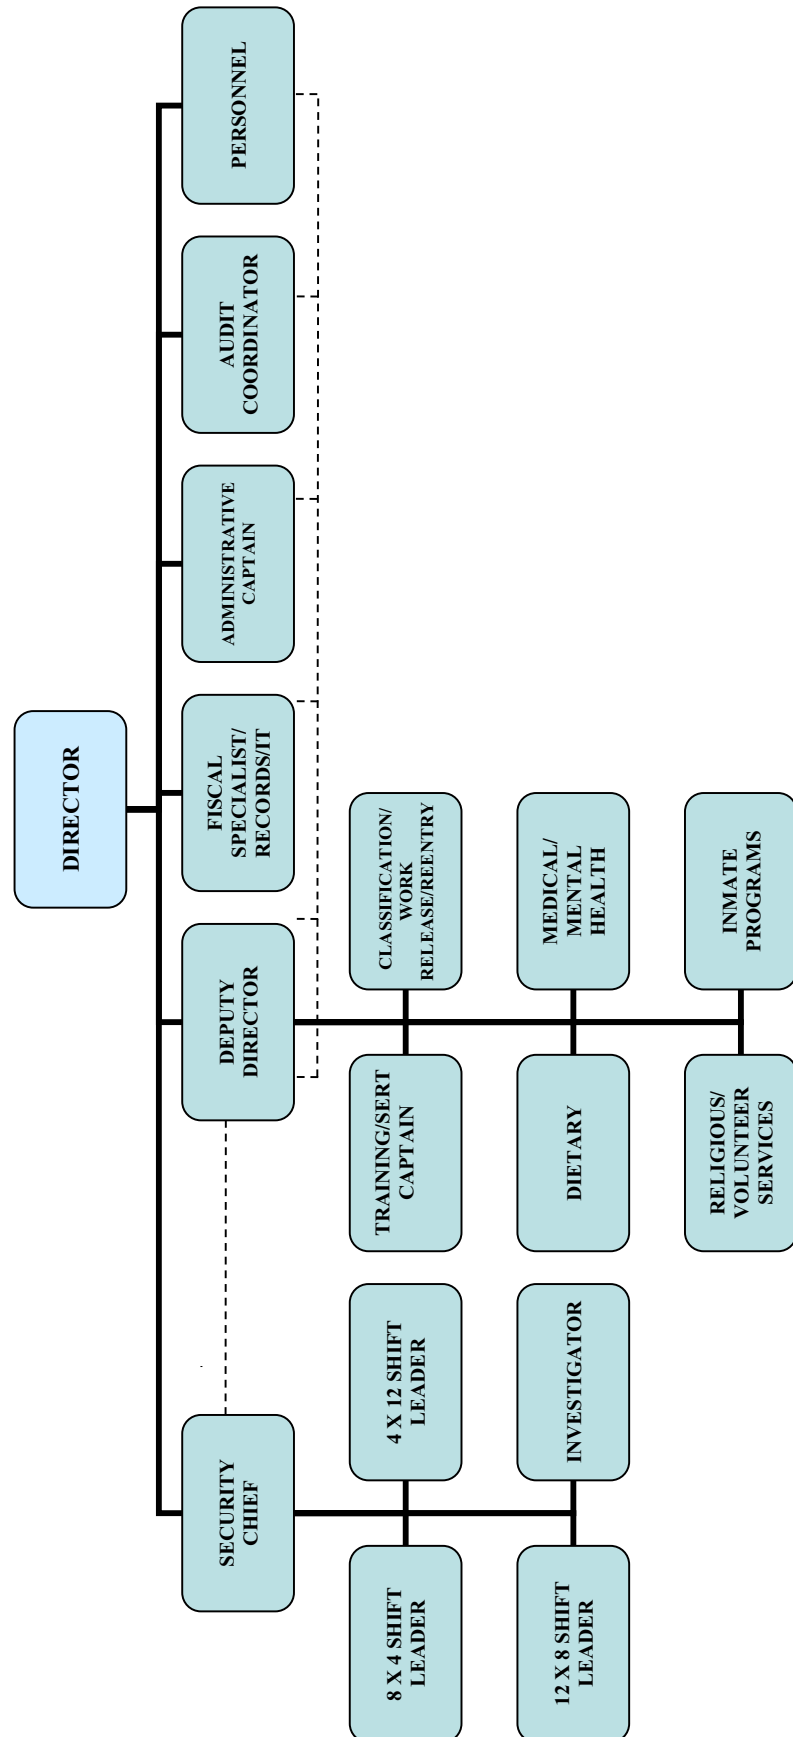 DIRECTOR
SECURITY
CHIEF
DEPUTY
DIRECTOR
FISCAL
SPECIALIST/
RECORDS/IT
ADMINISTRATIVE
CAPTAIN
AUDIT
COORDINATOR
PERSONNEL
8 X 4 SHIFT
LEADER
4 X 12 SHIFT
LEADER
TRAINING/SERT
CAPTAIN
CLASSIFICATION/
WORK
RELEASE/REENTRY
12 X 8 SHIFT
LEADER
INVESTIGATOR
DIETARY
MEDICAL/
MENTAL
HEALTH
RELIGIOUS/
VOLUNTEER
SERVICES
INMATE
PROGRAMS